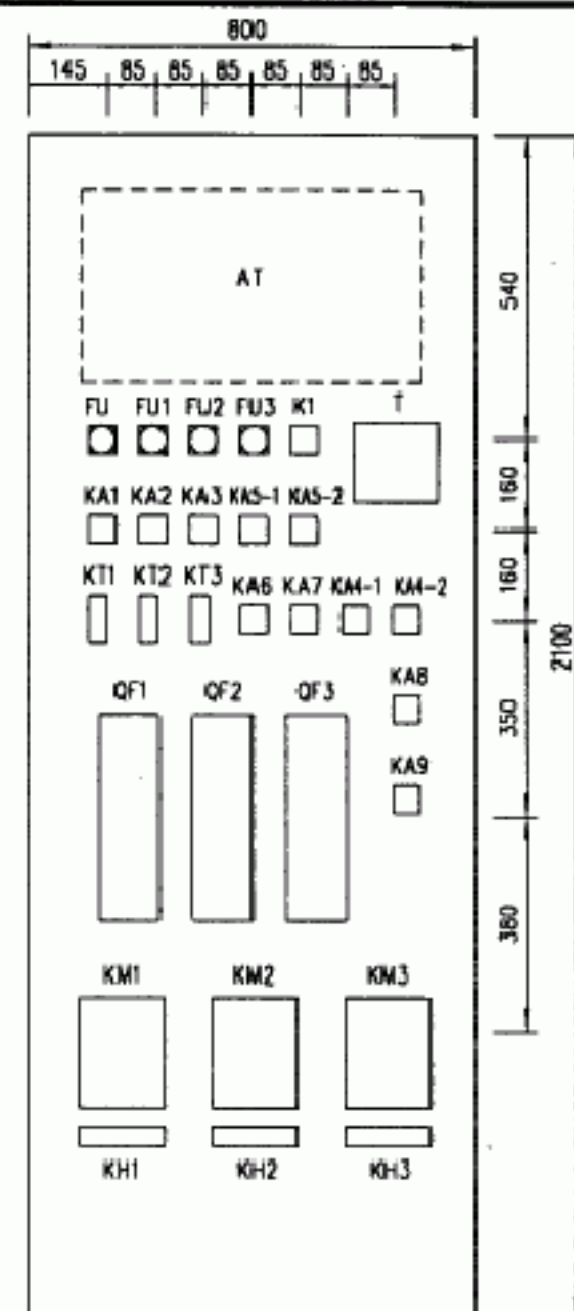 800
145 85 85 85 85 85 85
AT
540
FU FU1 FU2 FU3 K1 T
160
KA1 KA2 KA3 KA5-1 KA5-2
160
KT1 KT2 KT3 KA6 KA7 KA4-1 KA4-2
2100
QF1 QF2 QF3 KA8
350
KA9
380
KM1 KM2 KM3
KH1 KH2 KH3